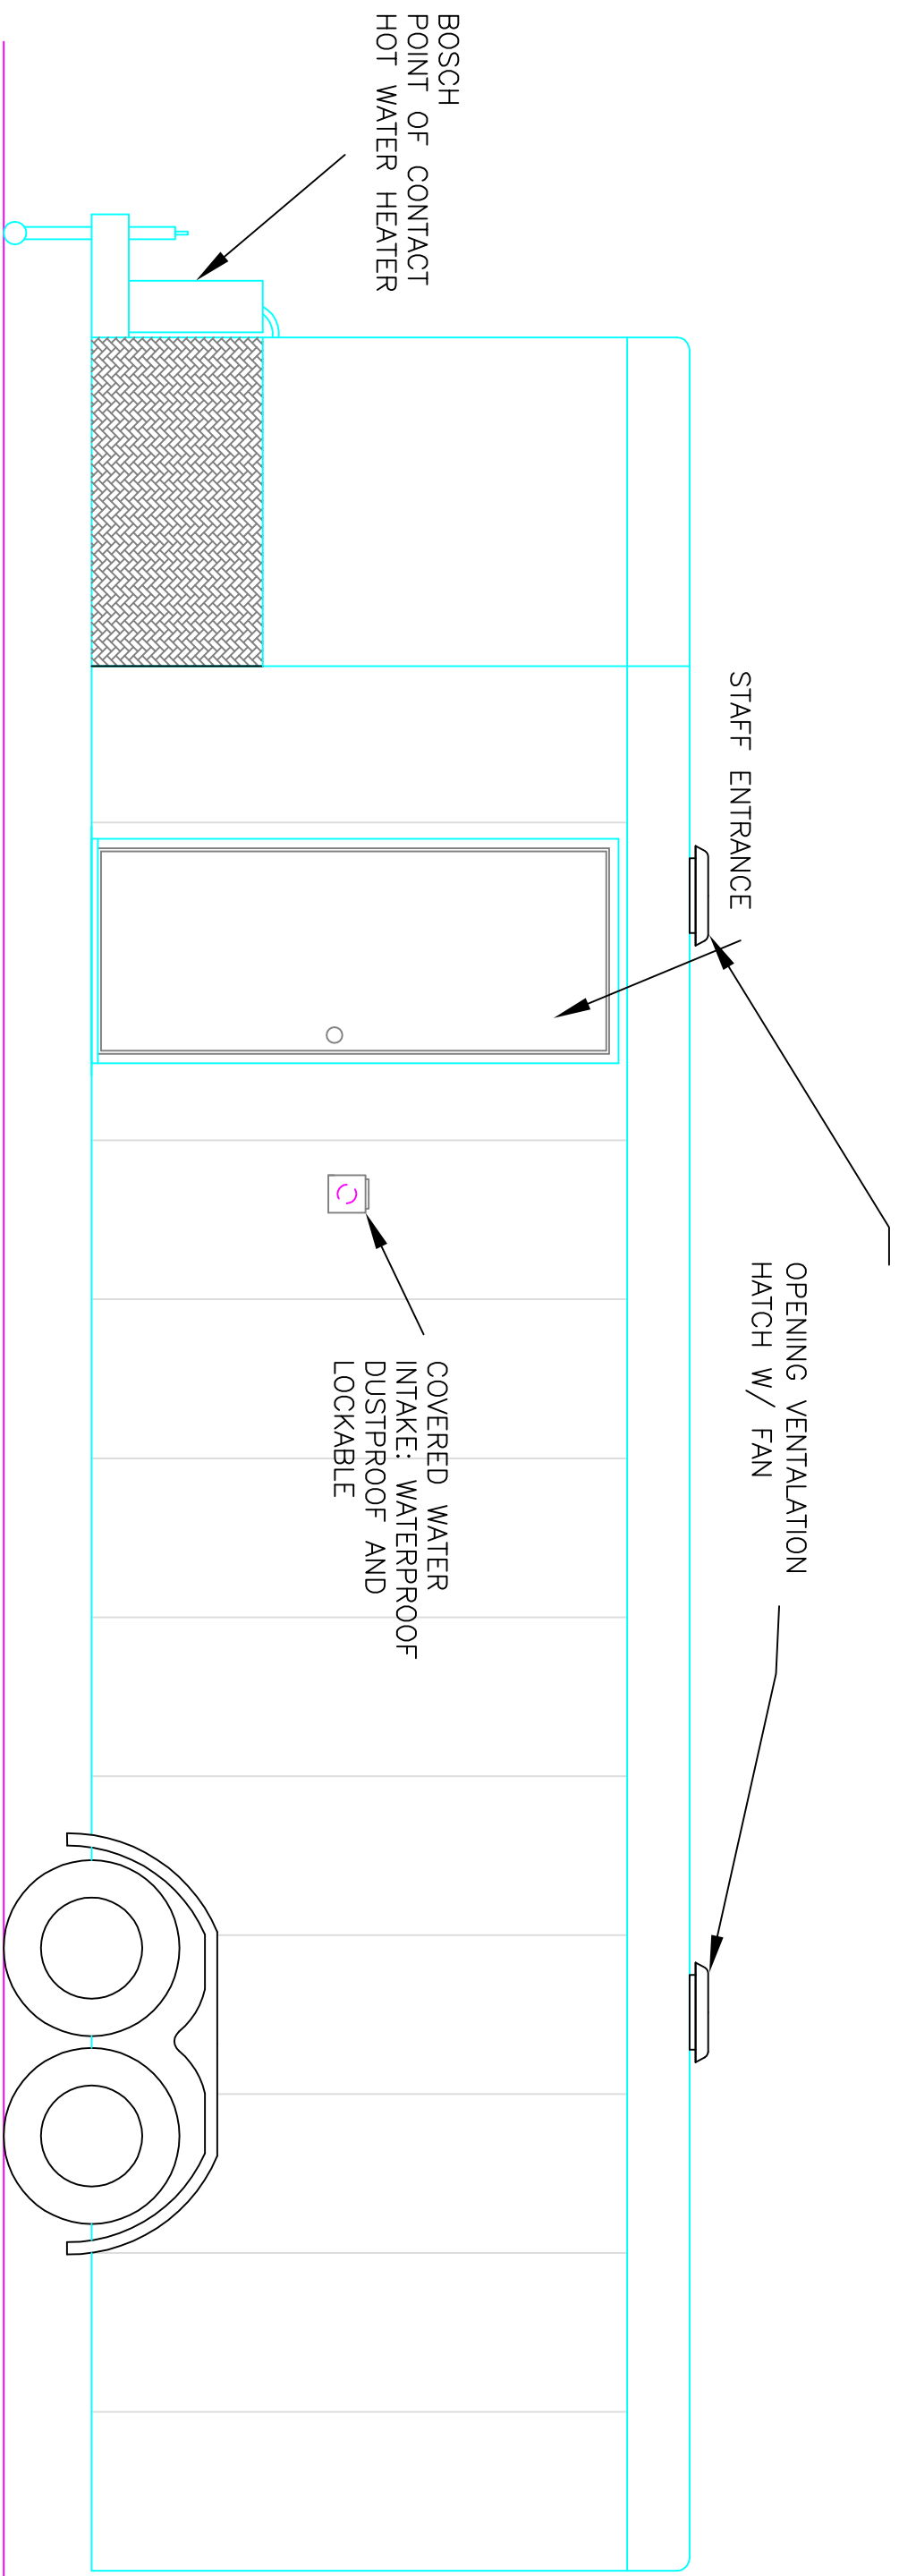 BOSCH
POINT OF CONTACT
HOT WATER HEATER
STAFF ENTRANCE
OPENING VENTALATION
HATCH W/ FAN
COVERED WATER
INTAKE: WATERPROOF
DUSTPROOF AND
LOCKABLE